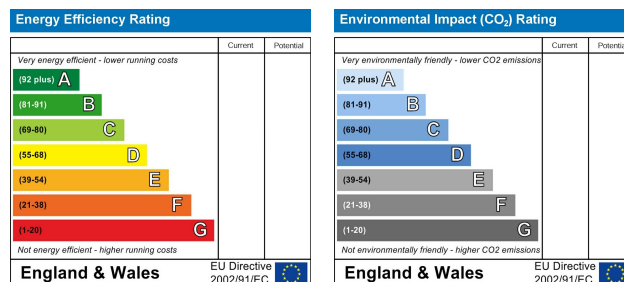 Energy Efficiency Rating
Current Potential
Very energy efficient - lower running costs
(92 plus) A
(81-91) B
(69-80) C
(55-68) D
(39-54) E
(21-38) F
(1-20) G
Not energy efficient - higher running costs
England & Wales
EU Directive
2002/91/EC
Environmental Impact (CO₂) Rating
Current Potential
Very environmentally friendly - lower CO2 emissions
(92 plus) A
(81-91) B
(69-80) C
(55-68) D
(39-54) E
(21-38) F
(1-20) G
Not environmentally friendly - higher CO2 emissions
England & Wales
EU Directive
2002/91/EC